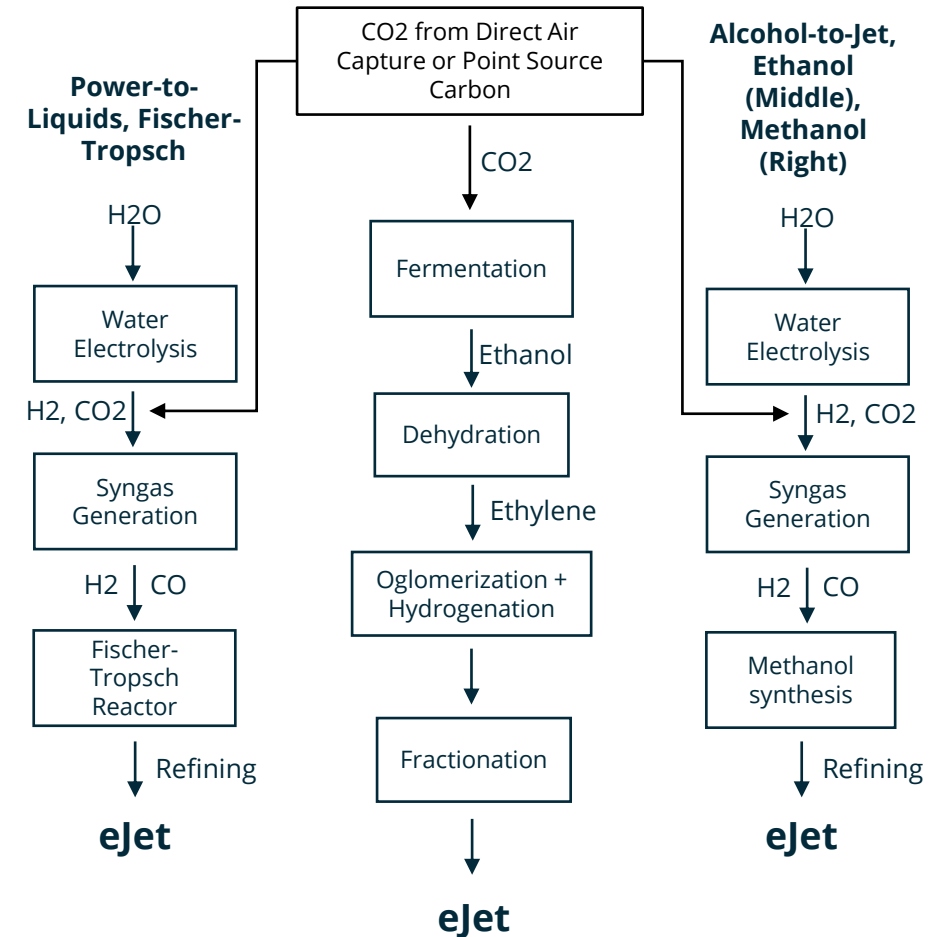 CO2 from Direct Air
Capture or Point Source
Carbon
Power-to-
Liquids, Fischer-
Tropsch
H2O
Water
Electrolysis
H2, CO2
Syngas
Generation
H2
CO
Fischer-
Tropsch
Reactor
Refining
eJet
CO2
Fermentation
Ethanol
Dehydration
Ethylene
Oglomerization +
Hydrogenation
Fractionation
eJet
Alcohol-to-Jet,
Ethanol
(Middle),
Methanol
(Right)
H2O
Water
Electrolysis
H2, CO2
Syngas
Generation
H2
CO
Methanol
synthesis
Refining
eJet